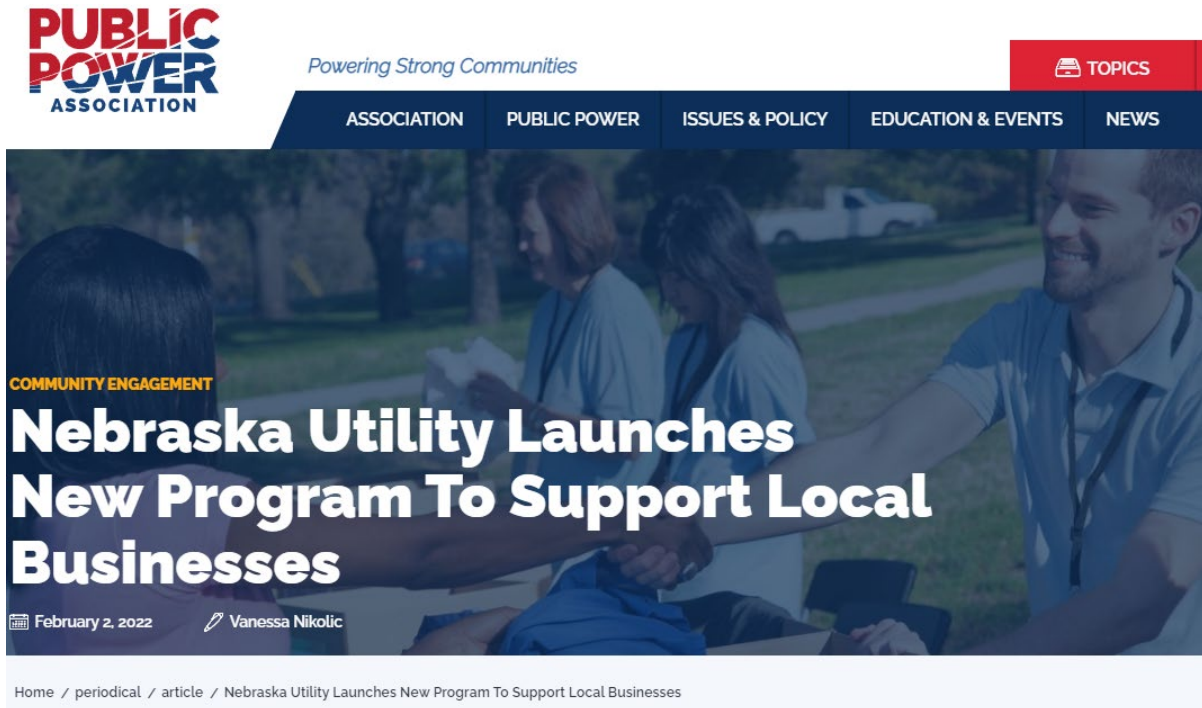 PUBLIC
POWER
ASSOCIATION
Powering Strong Communities
TOPICS
ASSOCIATION
PUBLIC POWER
ISSUES & POLICY
EDUCATION & EVENTS
NEWS
COMMUNITY ENGAGEMENT
Nebraska Utility Launches
New Program To Support Local
Businesses
February 2, 2022
Vanessa Nikolic
Home / periodical / article / Nebraska Utility Launches New Program To Support Local Businesses